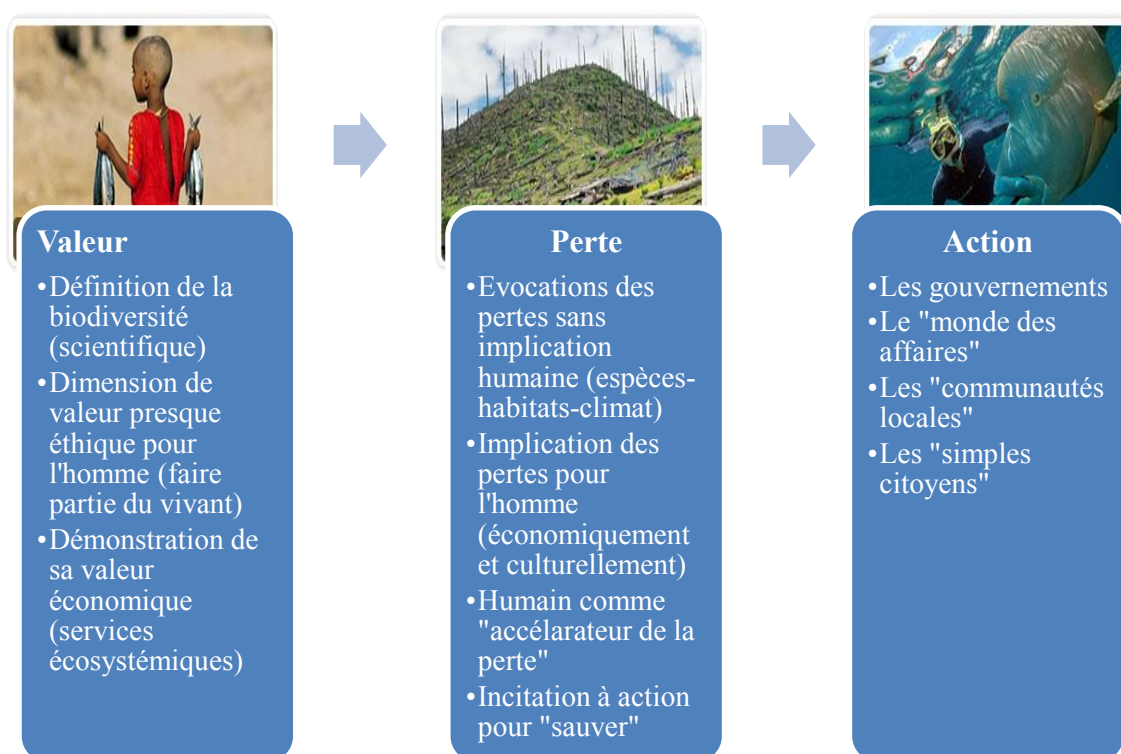 Valeur
•Définition de la
biodiversité
(scientifique)
•Dimension de
valeur presque
éthique pour
l'homme (faire
partie du vivant)
•Démonstration de
sa valeur
économique
(services
écosystémiques)
Perte
•Evocations des
pertes sans
implication
humaine (espèces-
habitats-climat)
•Implication des
pertes pour
l'homme
(économiquement
et culturellement)
•Humain comme
"accélarateur de la
perte"
•Incitation à action
pour "sauver"
Action
•Les gouvernements
•Le "monde des
affaires"
•Les "communautés
locales"
•Les "simples
citoyens"